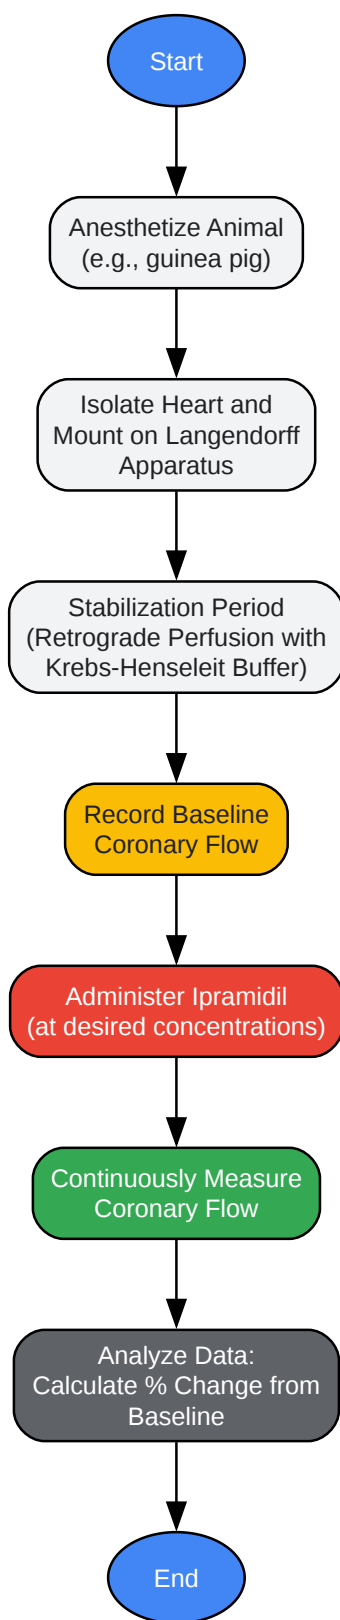 Start
Anesthetize Animal
(e.g., guinea pig)
Isolate Heart and
Mount on Langendorff
Apparatus
Stabilization Period
(Retrograde Perfusion with
Krebs-Henseleit Buffer)
Record Baseline
Coronary Flow
Administer Ipramidil
(at desired concentrations)
Continuously Measure
Coronary Flow
Analyze Data:
Calculate % Change from
Baseline
End